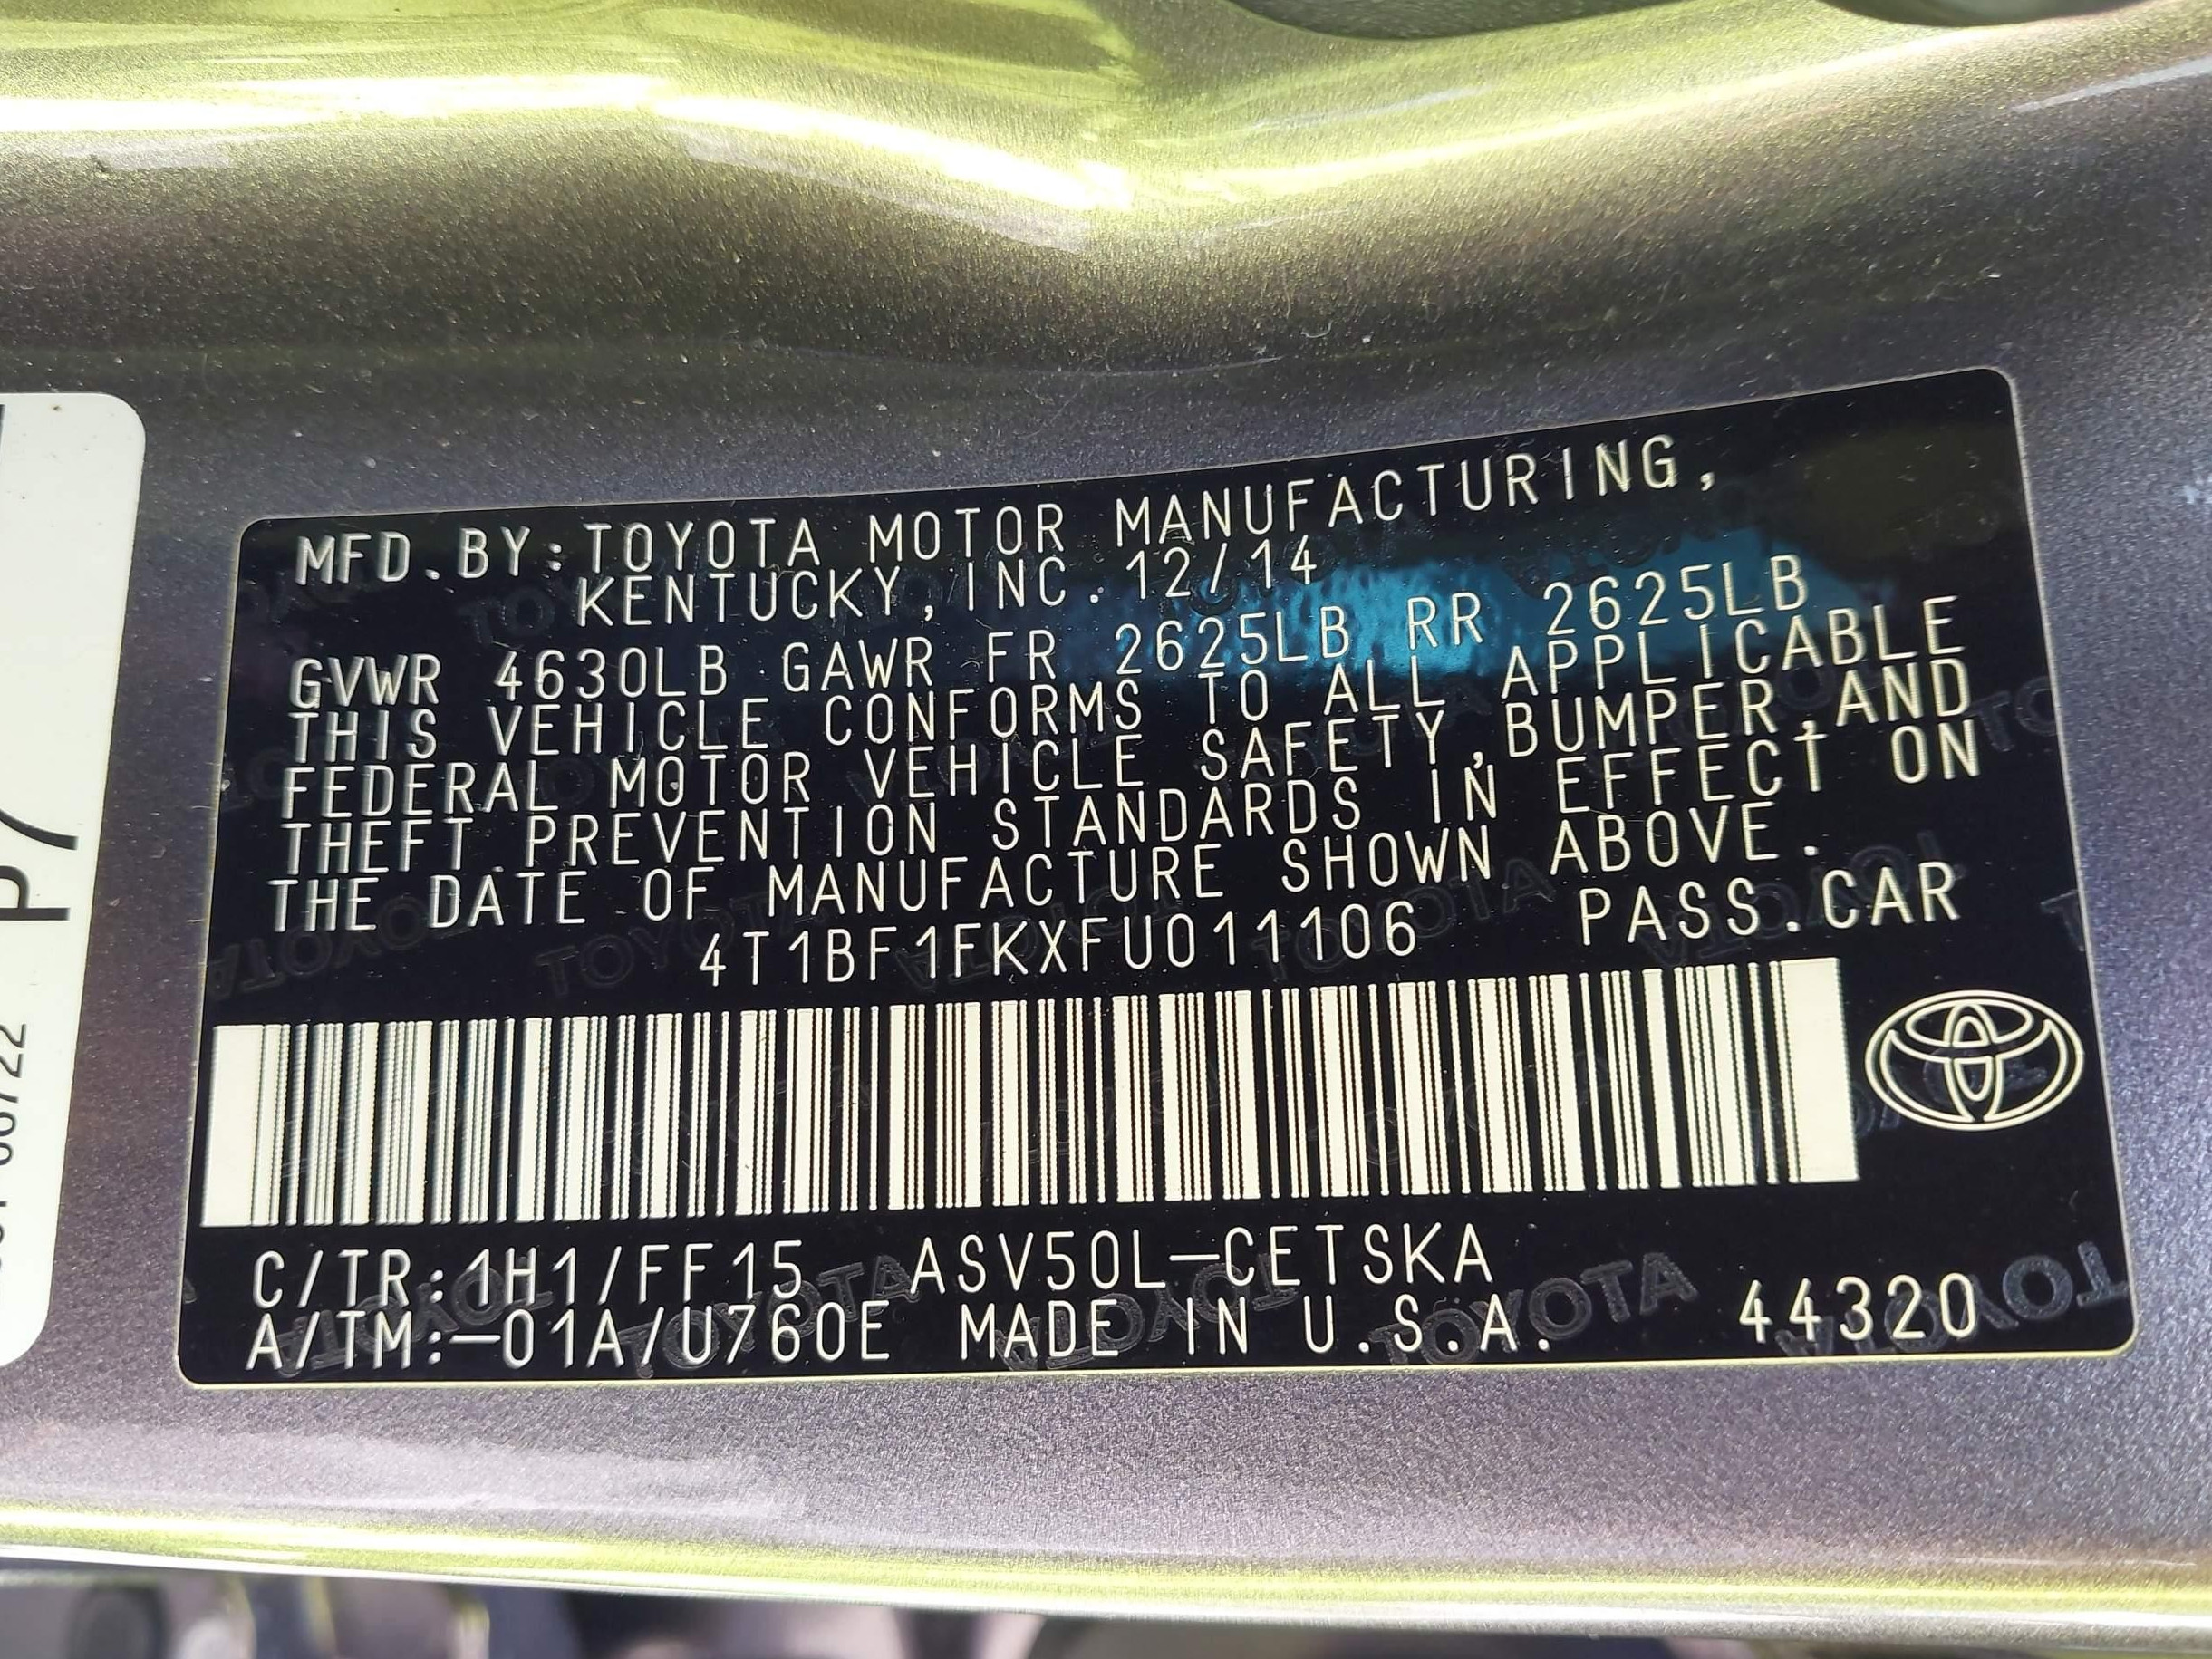 MFD.BY:TOYOTA MOTOR MANUFACTURING,
KENTUCKY,INC. 12/14
GVWR 4630LB GAWR FR 2625LB RR 2625LB
THIS VEHICLE CONFORMS TO ALL APPLICABLE
FEDERAL MOTOR VEHICLE SAFETY,BUMPER,AND
THEFT PREVENTION STANDARDS IN EFFECT ON
THE DATE OF MANUFACTURE SHOWN ABOVE.
4T1BF1FKXFU011106 PASS.CAR
C/TR:1H1/FF15 ASV50L-CETSKA
A/TM:-01A/U760E MADE IN U.S.A. 44320
P7